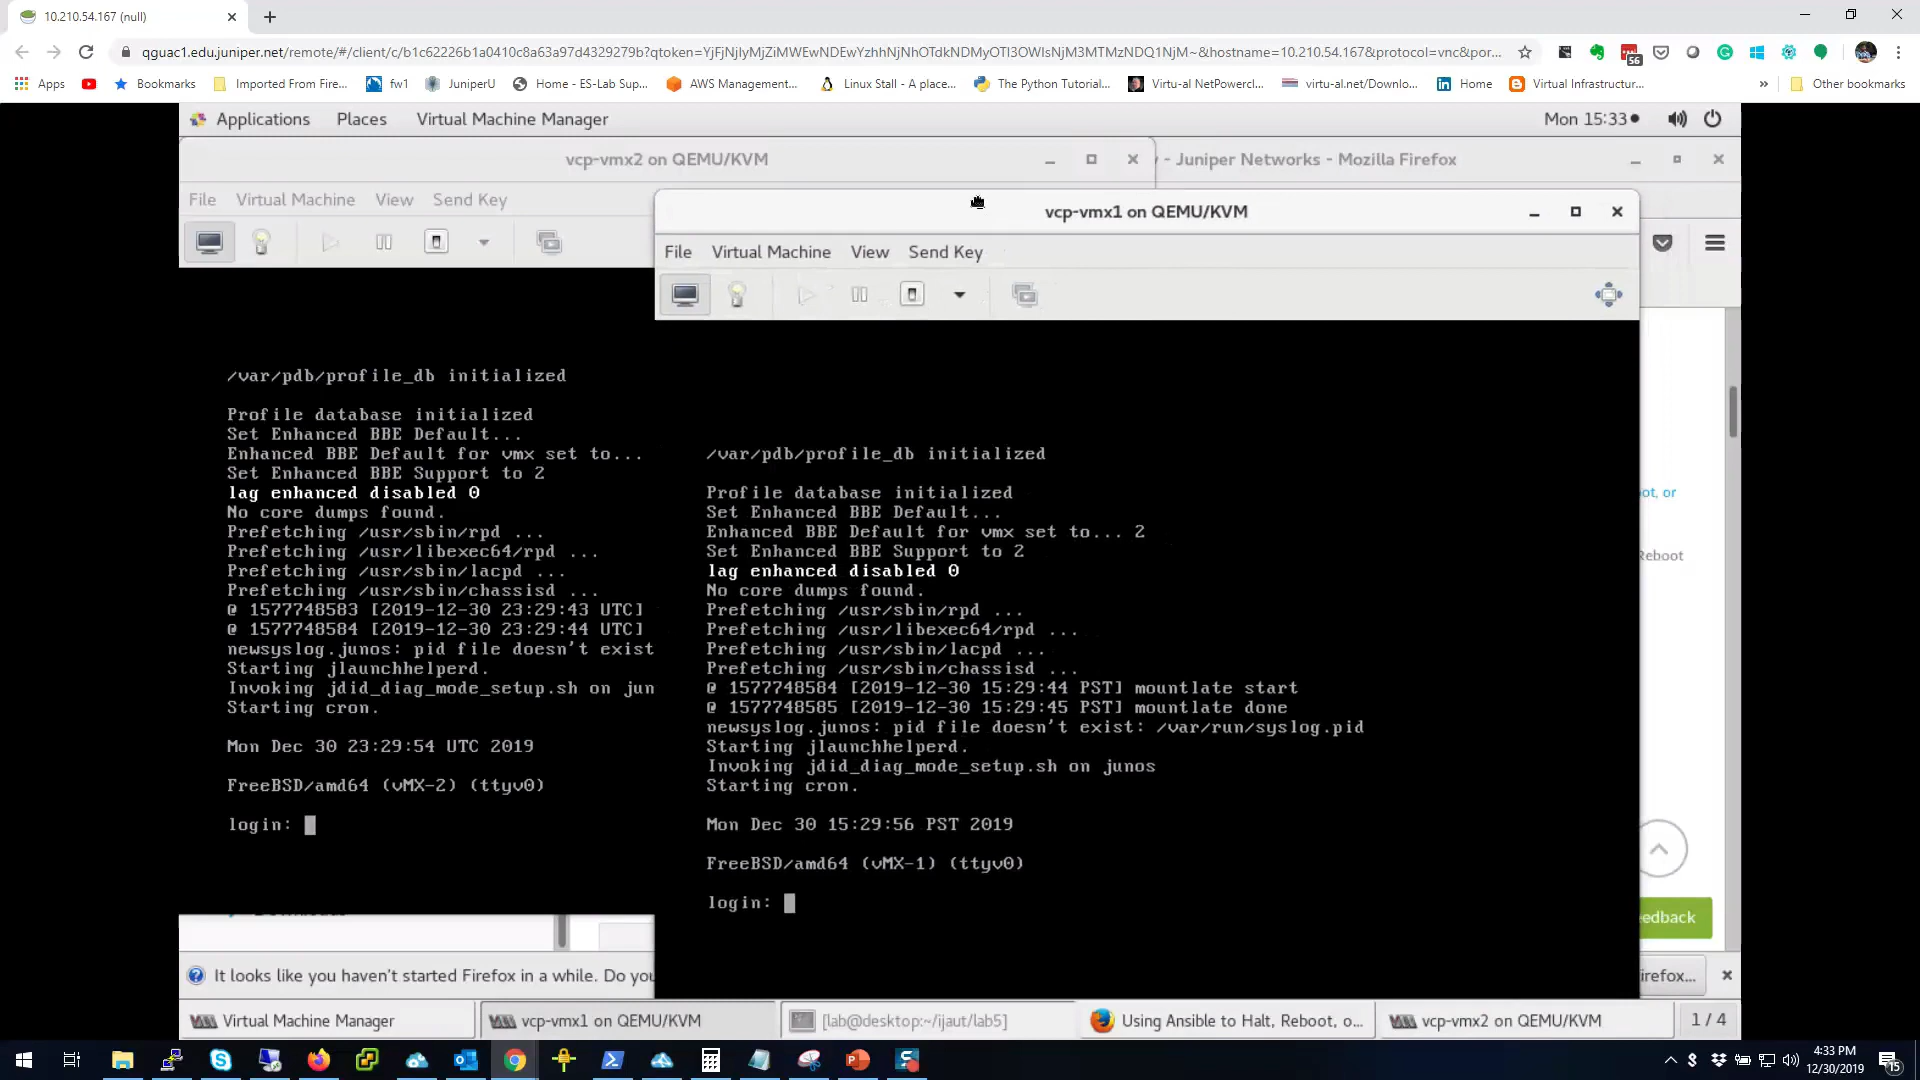 10.210.54.167 (null)
qguac1.edu.juniper.net/remote/#/client/c/b1c62226b1a0410c8a63a97d4329279b?qtoken=YjFjNjIyMjZiMWEwNDEwYzhhNjNhOTdkNDMyOTI3OWIsNjM3MTMzNDQ1NjM~&hostname=10.210.54.167&protocol=vnc&por...
56
Apps
Bookmarks
Imported From Fire...
fw1
JuniperU
Home - ES-Lab Sup...
AWS Management...
Linux Stall - A place...
The Python Tutorial...
Virtu-al NetPowercl...
virtu-al.net/Downlo...
Home
Virtual Infrastructur...
»
Other bookmarks
Applications Places Virtual Machine Manager
Mon 15:33
vcp-vmx2 on QEMU/KVM
- Juniper Networks - Mozilla Firefox
File Virtual Machine View Send Key
vcp-vmx1 on QEMU/KVM
File Virtual Machine View Send Key
/var/pdb/profile_db initialized
Profile database initialized
Set Enhanced BBE Default...
Enhanced BBE Default for vmx set to...
Set Enhanced BBE Support to 2
lag enhanced disabled 0
No core dumps found.
Prefetching /usr/sbin/rpd ...
Prefetching /usr/libexec64/rpd ...
Prefetching /usr/sbin/lacpd ...
Prefetching /usr/sbin/chassisd ...
@ 1577748583 [2019-12-30 23:29:43 UTC]
@ 1577748584 [2019-12-30 23:29:44 UTC]
newsyslog.junos: pid file doesn't exist
Starting jlaunchhelperd.
Invoking jdid_diag_mode_setup.sh on jun
Starting cron.
Mon Dec 30 23:29:54 UTC 2019
FreeBSD/amd64 (vMX-2) (ttyv0)
login:
/var/pdb/profile_db initialized
Profile database initialized
Set Enhanced BBE Default...
Enhanced BBE Default for vmx set to... 2
Set Enhanced BBE Support to 2
lag enhanced disabled 0
No core dumps found.
Prefetching /usr/sbin/rpd ...
Prefetching /usr/libexec64/rpd ...
Prefetching /usr/sbin/lacpd ...
Prefetching /usr/sbin/chassisd ...
@ 1577748584 [2019-12-30 15:29:44 PST] mountlate start
@ 1577748585 [2019-12-30 15:29:45 PST] mountlate done
newsyslog.junos: pid file doesn't exist: /var/run/syslog.pid
Starting jlaunchhelperd.
Invoking jdid_diag_mode_setup.sh on junos
Starting cron.
Mon Dec 30 15:29:56 PST 2019
FreeBSD/amd64 (vMX-1) (ttyv0)
login:
ot, or
Reboot
edback
It looks like you haven't started Firefox in a while. Do you
irefox...
Virtual Machine Manager
vcp-vmx1 on QEMU/KVM
[lab@desktop:~/ijaut/lab5]
Using Ansible to Halt, Reboot, o...
vcp-vmx2 on QEMU/KVM
1 / 4
4:33 PM
12/30/2019
15